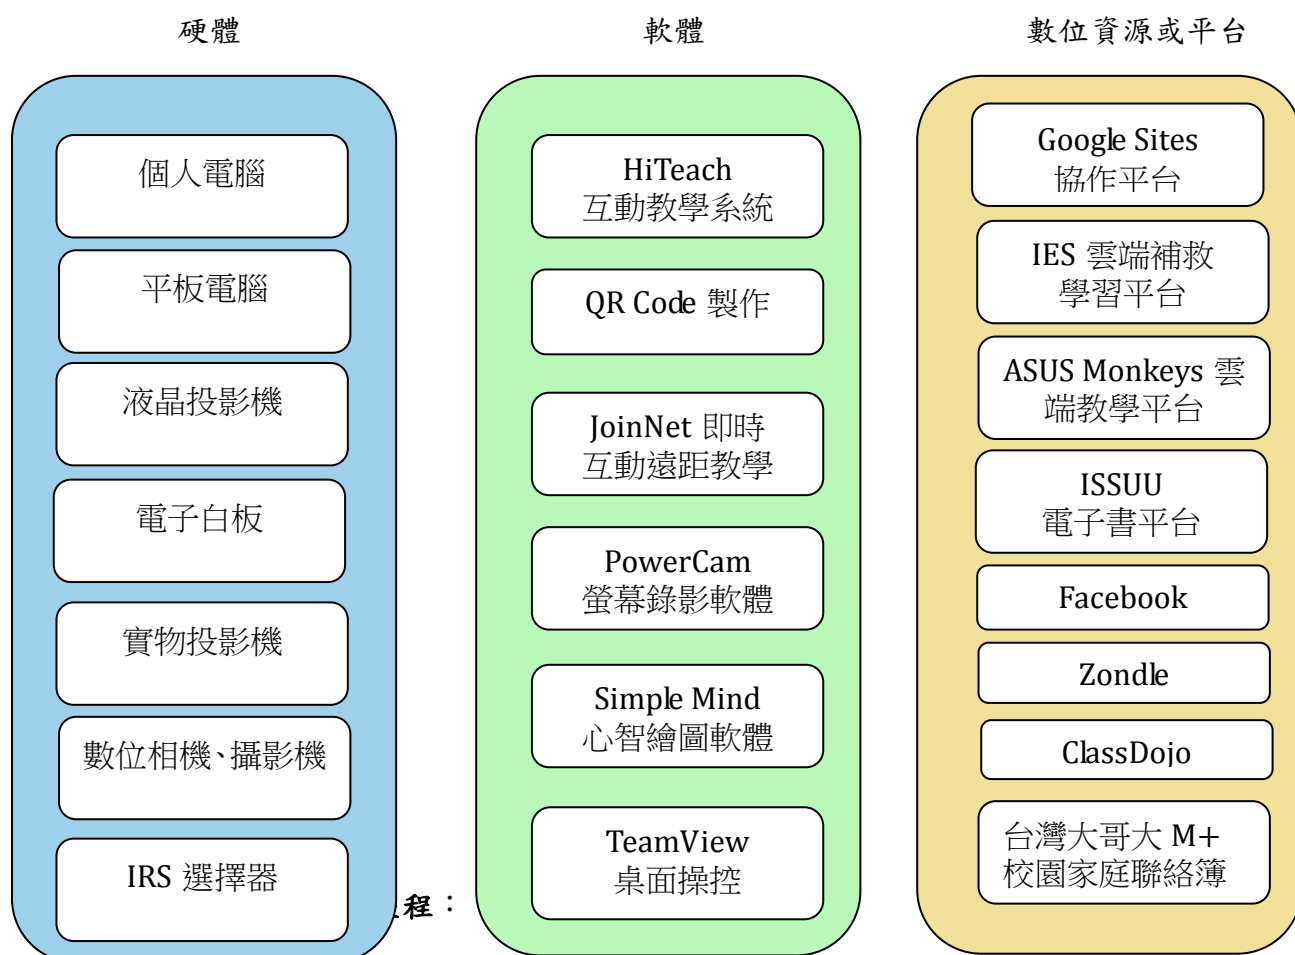 硬體
個人電腦
平板電腦
液晶投影機
電子白板
實物投影機
數位相機、攝影機
IRS 選擇器
軟體
HiTeach
互動教學系統
QR Code 製作
JoinNet 即時
互動遠距教學
PowerCam
螢幕錄影軟體
Simple Mind
心智繪圖軟體
TeamView
桌面操控
數位資源或平台
Google Sites
協作平台
IES 雲端補救
學習平台
ASUS Monkeys 雲
端教學平台
ISSUU
電子書平台
Facebook
Zondle
ClassDojo
台灣大哥大 M+
校園家庭聯絡簿
程：